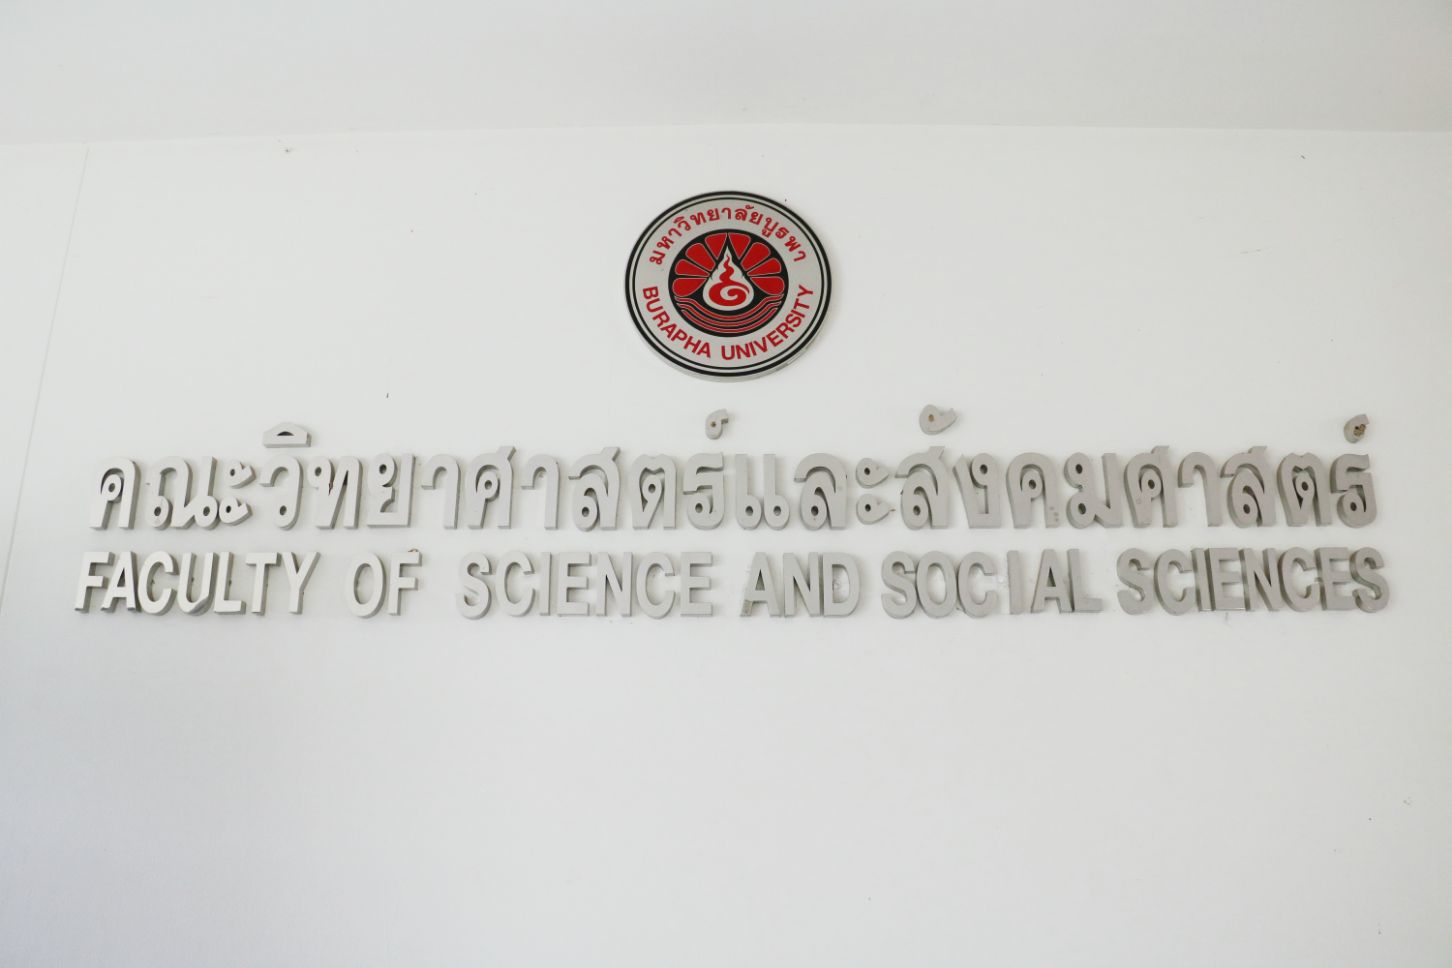 มหาวิทยาลัยบูรพา
BURAPHA UNIVERSITY
คณะวิทยาศาสตร์และสังคมศาสตร์
FACULTY OF SCIENCE AND SOCIAL SCIENCES